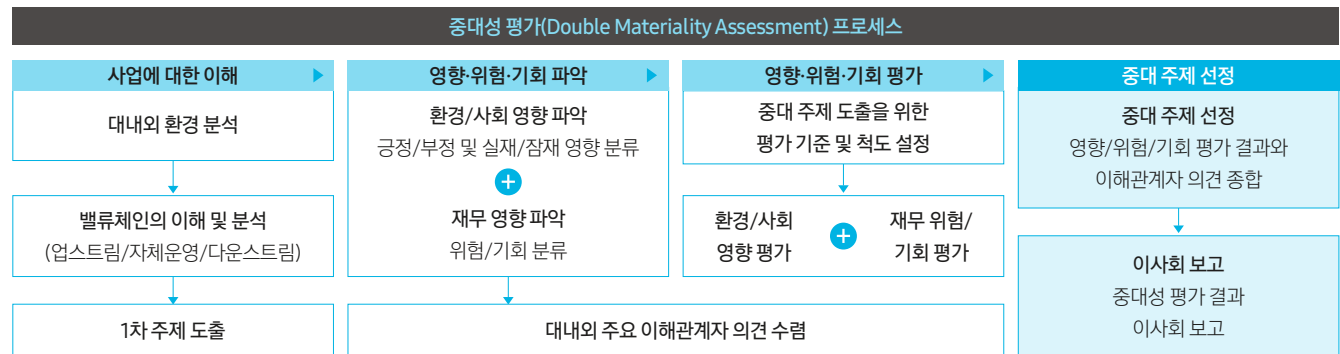 중대성 평가(Double Materiality Assessment) 프로세스
사업에 대한 이해
대내외 환경 분석
밸류체인의 이해 및 분석
(업스트림/자체운영/다운스트림)
1차 주제 도출
영향·위험·기회 파악
환경/사회 영향 파악
긍정/부정 및 실재/잠재 영향 분류
재무 영향 파악
위험/기회 분류
영향·위험·기회 평가
중대 주제 도출을 위한
평가 기준 및 척도 설정
환경/사회
영향 평가
재무 위험/
기회 평가
대내외 주요 이해관계자 의견 수렴
중대 주제 선정
중대 주제 선정
영향/위험/기회 평가 결과와
이해관계자 의견 종합
이사회 보고
중대성 평가 결과
이사회 보고